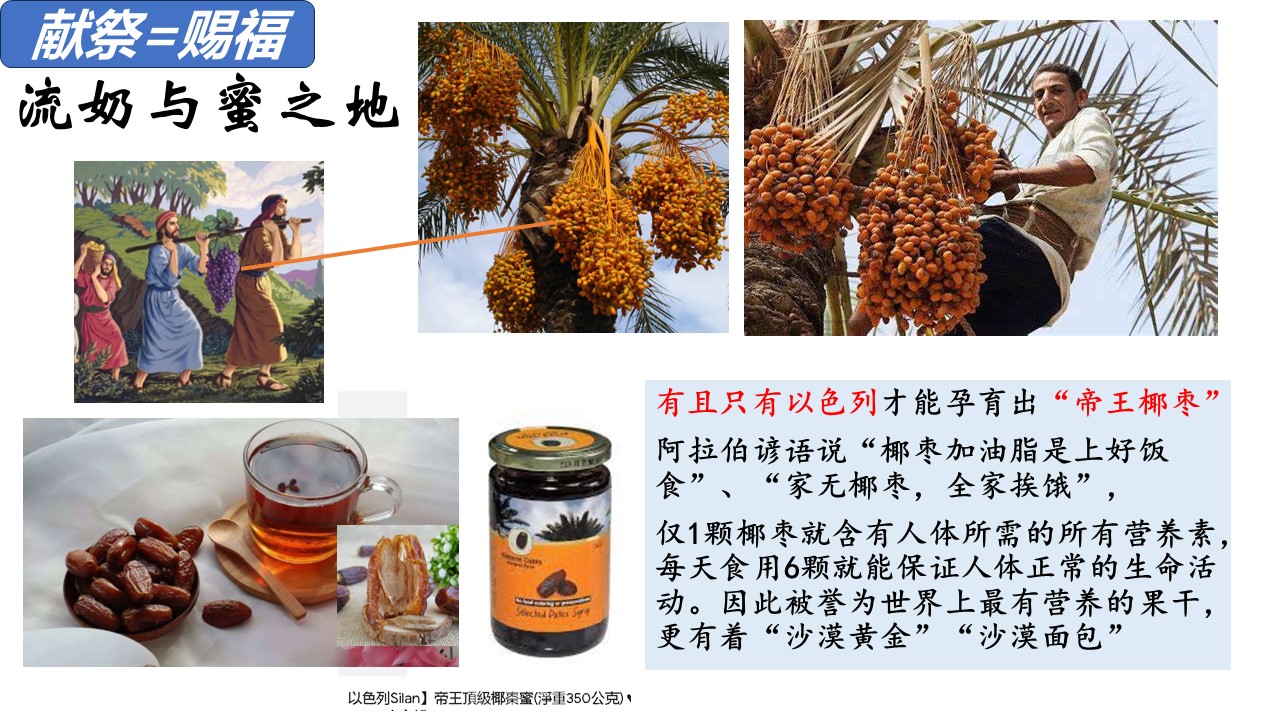 献祭=赐福
流奶与蜜之地
有且只有以色列才能孕育出“帝王椰枣”
阿拉伯谚语说“椰枣加油脂是上好饭
食”、“家无椰枣，全家挨饿”，
仅1颗椰枣就含有人体所需的所有营养素，
每天食用6颗就能保证人体正常的生命活
动。因此被誉为世界上最有营养的果干，
更有着“沙漠黄金”“沙漠面包”
No food coloring or preservatives
Selected Dates Syrup
以色列Silan】帝王頂級椰棗蜜(淨重350公克)